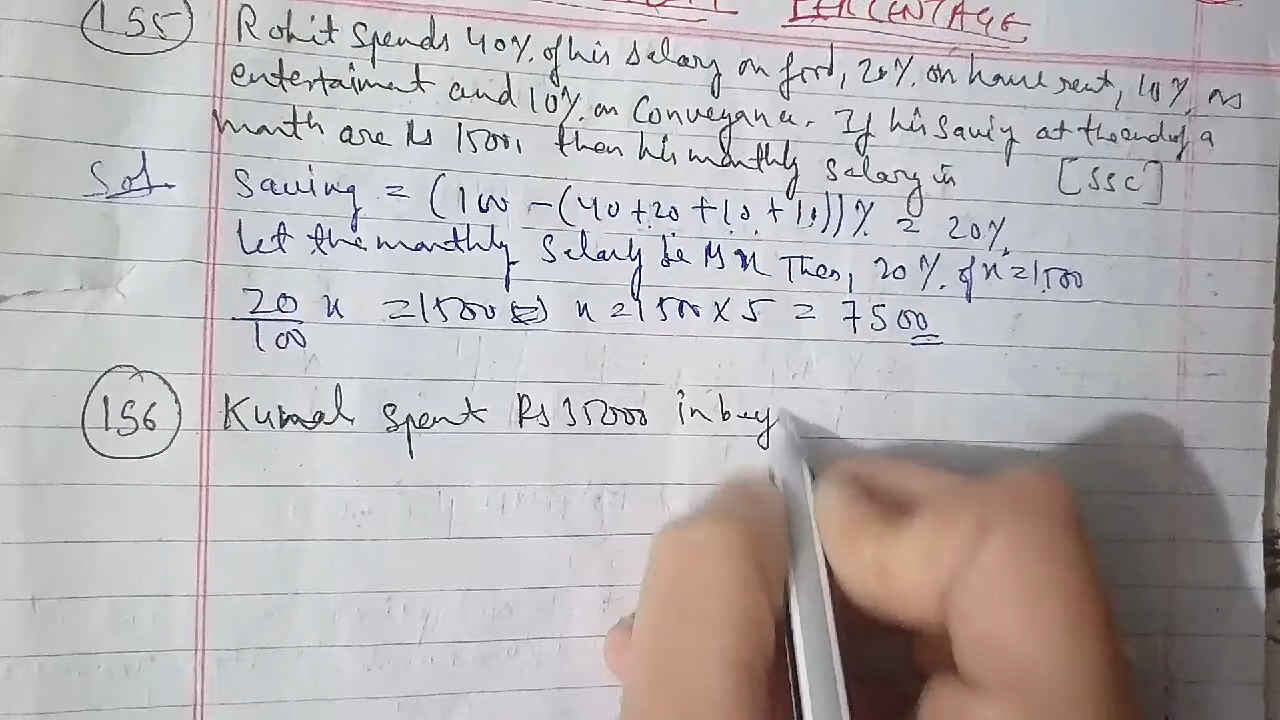 PERCENTAGE
155 Rohit spends 40% of his salary on food, 20% on house rent, 10% on
entertaiment and 10% on Conveyance. If his Saving at the end of a
month are Rs 1500, then his monthly salary is [SSC]
Sol Saving = (100 - (40+20+10+10))% = 20%
Let the monthly Salary be Rs x Then, 20% of x = 1500
20/100 x = 1500 => x = 1500 × 5 = 7500
156 Kumal Spent Rs 35000 in buy